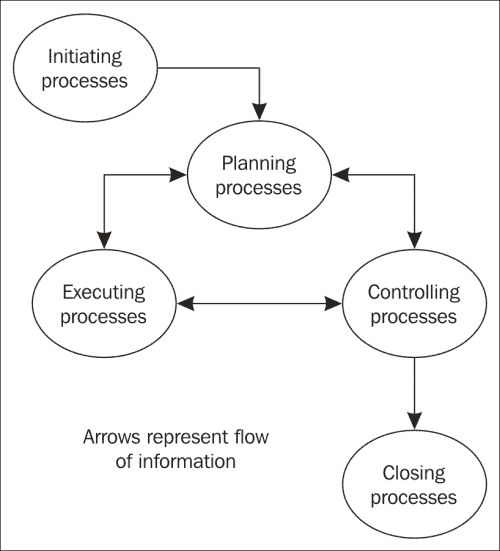 Initiating
processes
Planning
processes
Executing
processes
Controlling
processes
Arrows represent flow
of information
Closing
processes